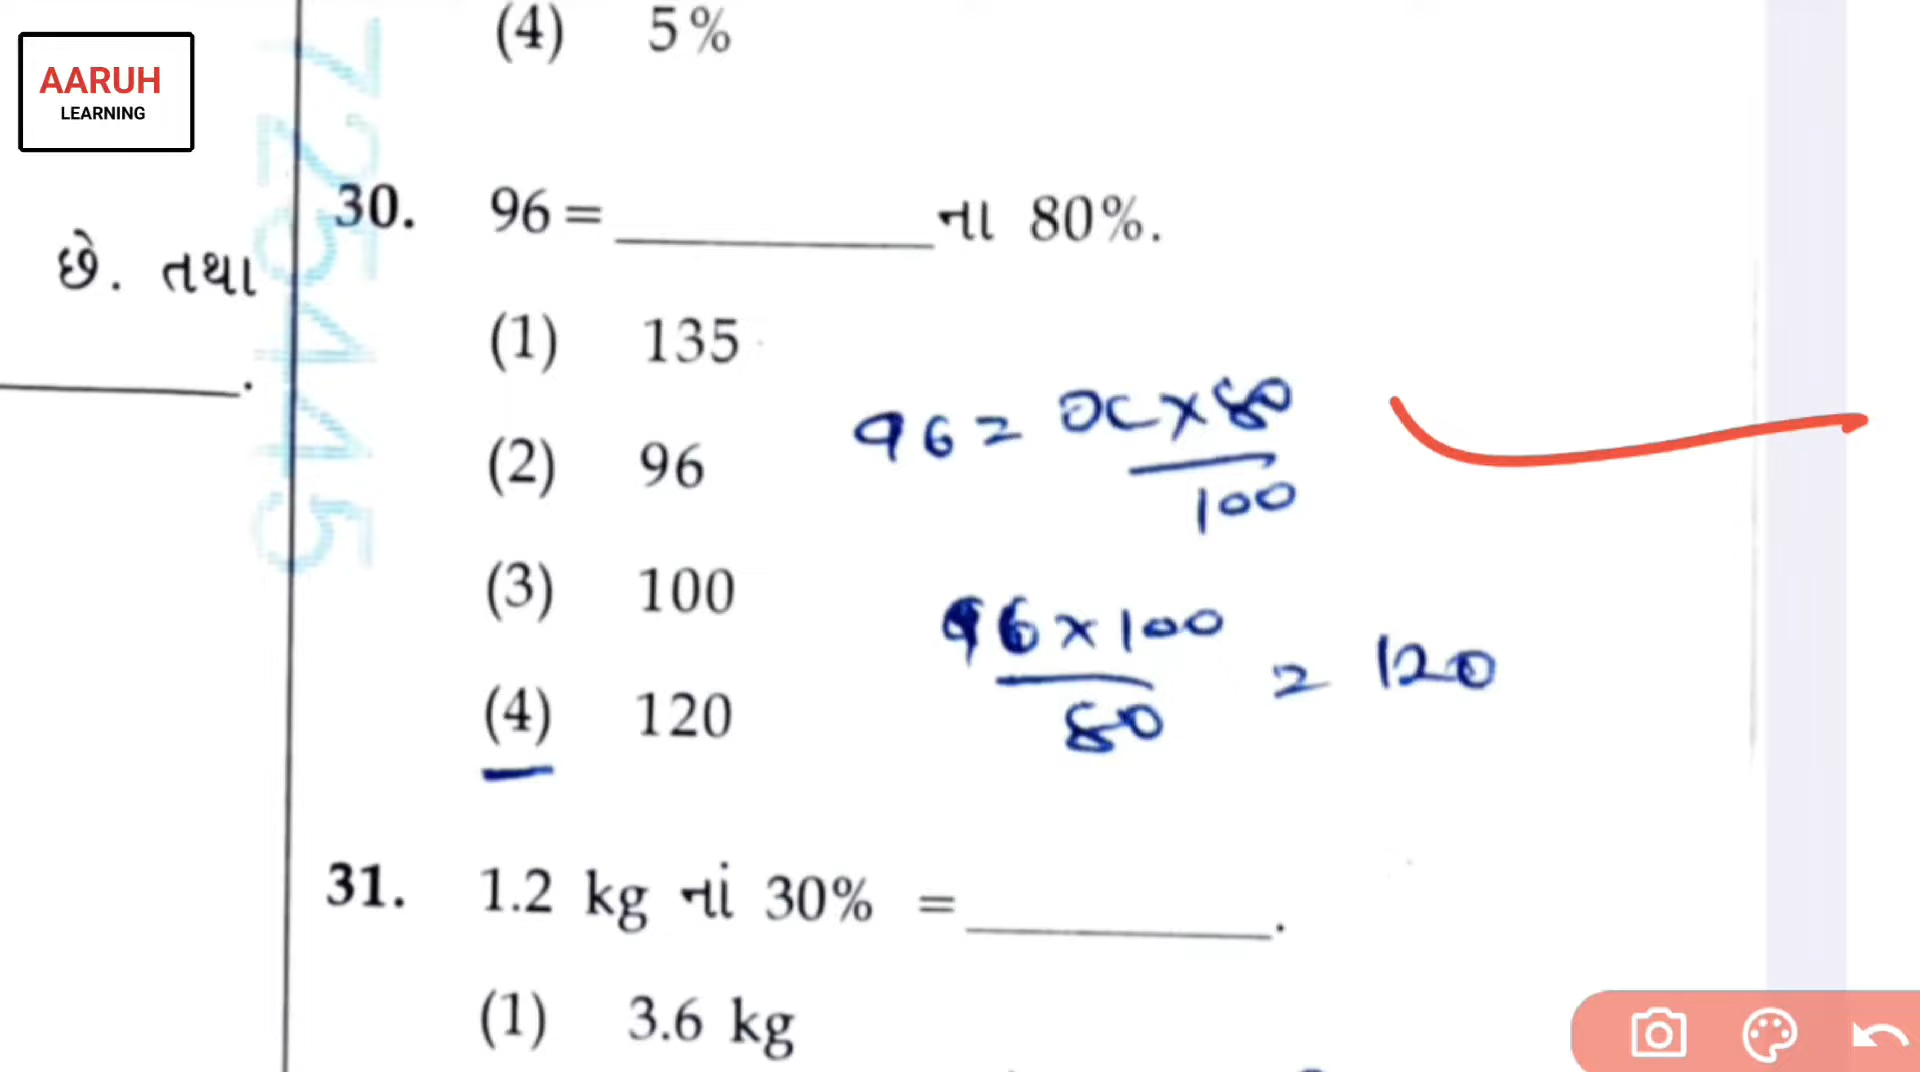 AARUH
LEARNING
(4) 5%
725445
છે. તથા
.
30. 96 = ________ ના 80%.
(1) 135
(2) 96
(3) 100
(4) 120
96 = x × 80
100
96 × 100
80
= 120
31. 1.2 kg નાં 30% = ________.
(1) 3.6 kg